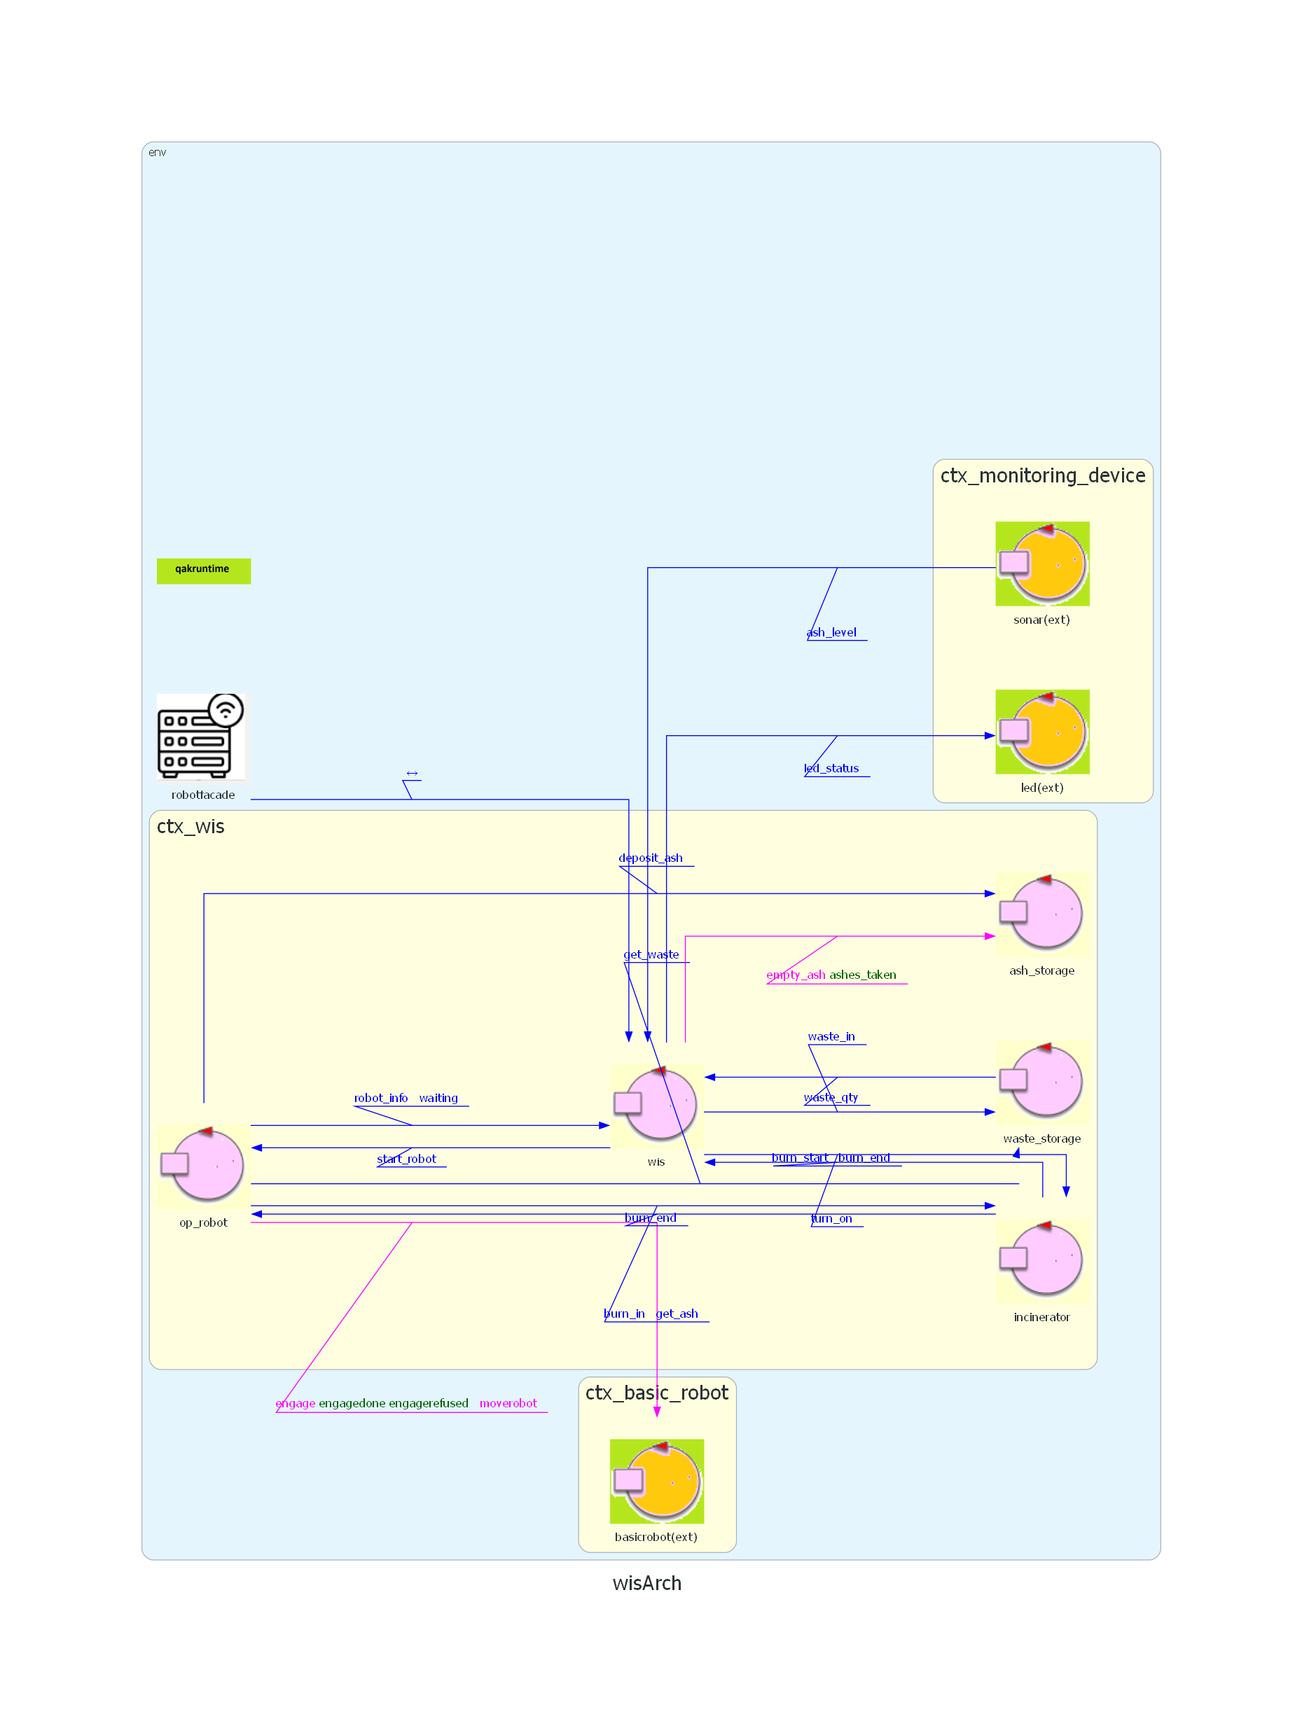 env
ctx_monitoring_device
sonar(ext)
qakruntime
ash_level
led_status
led(ext)
robotfacade
↔
ctx_wis
deposit_ash
get_waste
empty_ash ashes_taken
ash_storage
waste_in
waste_qty
robot_info waiting
waste_storage
start_robot
wis
burn_start burn_end
op_robot
burn_end
turn_on
burn_in get_ash
incinerator
ctx_basic_robot
engage engagedone engagerefused moverobot
basicrobot(ext)
wisArch